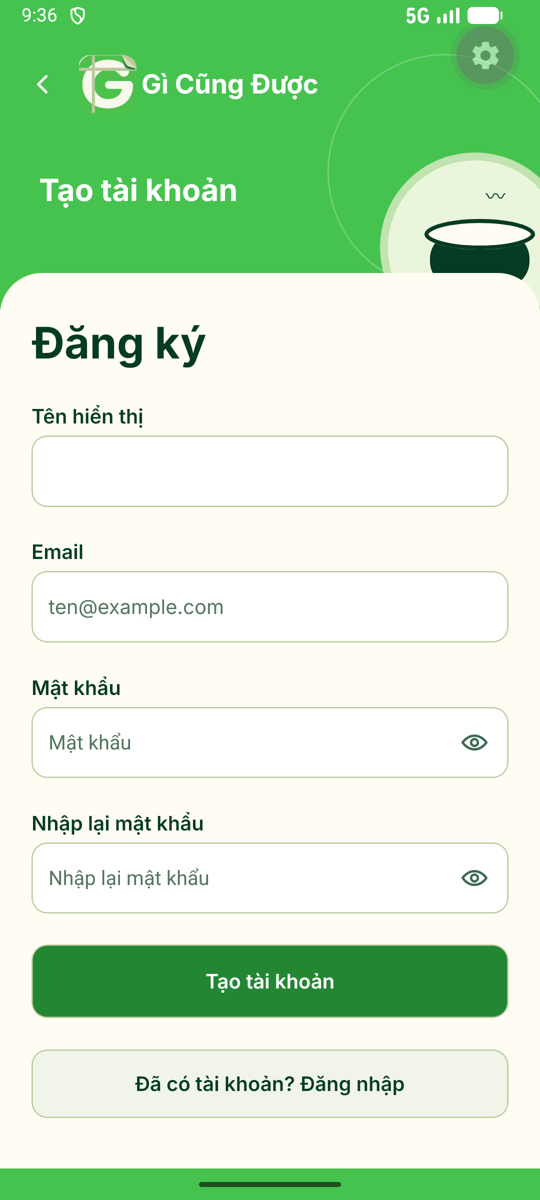 9:36
5G
Gì Cũng Được
Tạo tài khoản
Đăng ký
Tên hiển thị
Email
ten@example.com
Mật khẩu
Mật khẩu
Nhập lại mật khẩu
Nhập lại mật khẩu
Tạo tài khoản
Đã có tài khoản? Đăng nhập